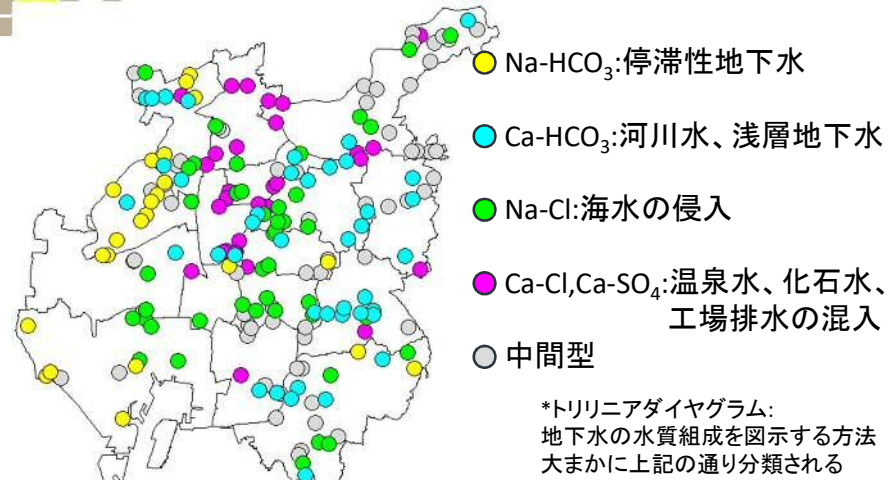 Na-HCO₃:停滞性地下水
Ca-HCO₃:河川水、浅層地下水
Na-Cl:海水の侵入
Ca-Cl,Ca-SO₄:温泉水、化石水、
工場排水の混入
中間型
*トリリニアダイヤグラム:
地下水の水質組成を図示する方法
大まかに上記の通り分類される